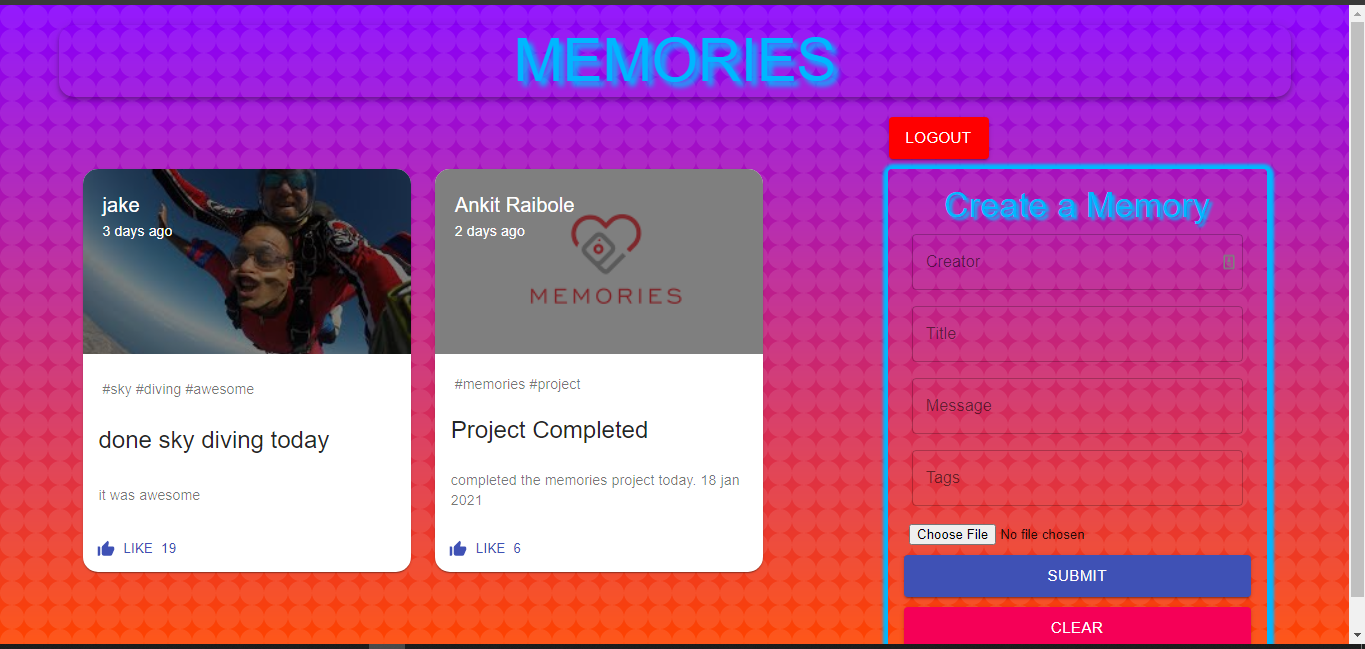 MEMORIES
LOGOUT
jake
3 days ago
#sky #diving #awesome
done sky diving today
it was awesome
LIKE 19
Ankit Raibole
2 days ago
MEMORIES
#memories #project
Project Completed
completed the memories project today. 18 jan
2021
LIKE 6
Create a Memory
Creator
Title
Message
Tags
Choose File No file chosen
SUBMIT
CLEAR